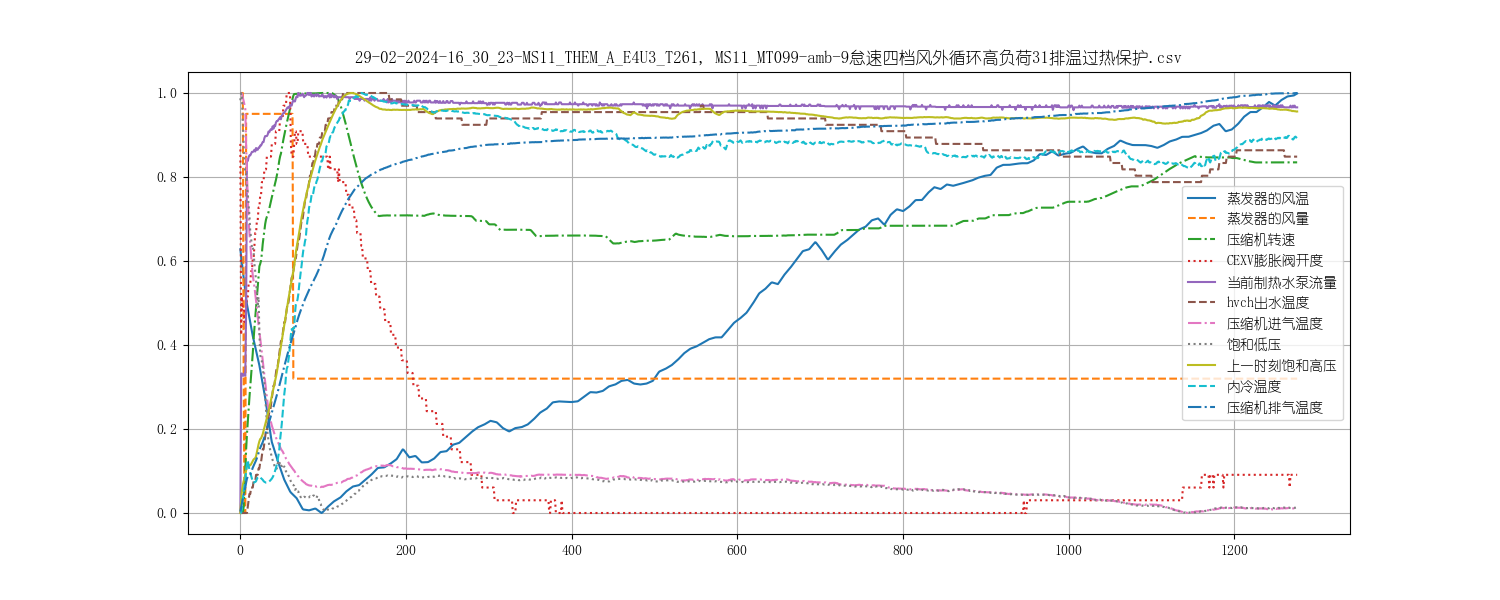 29-02-2024-16_30_23-MS11_THEM_A_E4U3_T261, MS11_MT099-amb-9怠速四档风外循环高负荷31排温过热保护.csv
1.0
0.8
0.6
0.4
0.2
0.0
0 200 400 600 800 1000 1200
蒸发器的风温
蒸发器的风量
压缩机转速
CEXV膨胀阀开度
当前制热水泵流量
hvch出水温度
压缩机进气温度
饱和低压
上一时刻饱和高压
内冷温度
压缩机排气温度